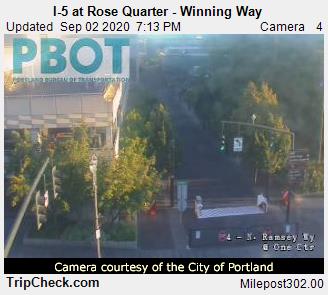 I-5 at Rose Quarter - Winning Way
Updated Sep 02 2020 7:13 PM Camera 4
PBOT
PORTLAND BUREAU OF TRANSPORTATION
4 - N. Ramsey Wy
@ One Ctr
Camera courtesy of the City of Portland
TripCheck.com Milepost302.00